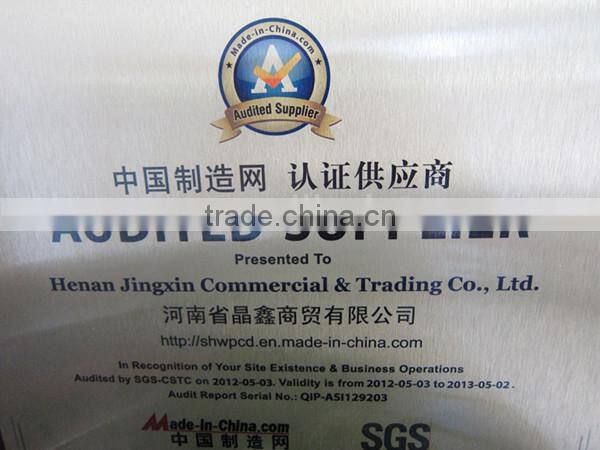 Made-in-China.com
A
Audited Supplier
中国制造网 认证供应商
trade.china.cn
AUDITED SUPPLIER
Presented To
Henan Jingxin Commercial & Trading Co., Ltd.
河南省晶鑫商贸有限公司
http://shwpcd.en.made-in-china.com
In Recognition of Your Site Existence & Business Operations
Audited by SGS-CSTC on 2012-05-03. Validity is from 2012-05-03 to 2013-05-02 .
Audit Report Serial No.: QIP-ASI129203
Made-in-China.com
中国制造网
SGS